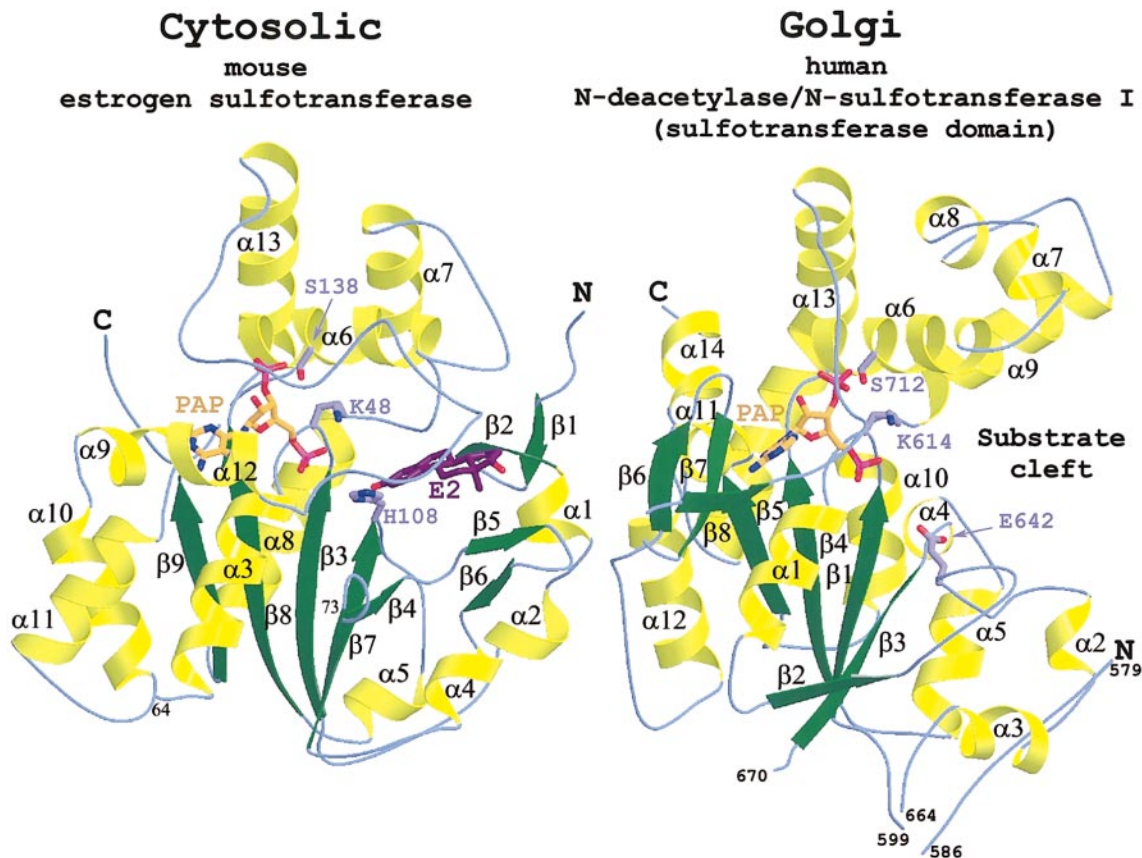 Cytosolic
mouse
estrogen sulfotransferase
α13
α7
S138
N
C
α6
PAP
K48
β2
β1
α9
α12
E2
H108
α1
α10
β5
α8
β3
β9
α3
β6
73
β4
α2
α11
β8
β7
α5
α4
64
Golgi
human
N-deacetylase/N-sulfotransferase I
(sulfotransferase domain)
α8
α7
C
α13
α6
α14
α9
S712
α11
PAP
K614
Substrate
cleft
β6
β7
α10
β5
α4
E642
β8
β4
α1
β1
α12
α5
β3
α2
N
579
β2
α3
670
664
599
586